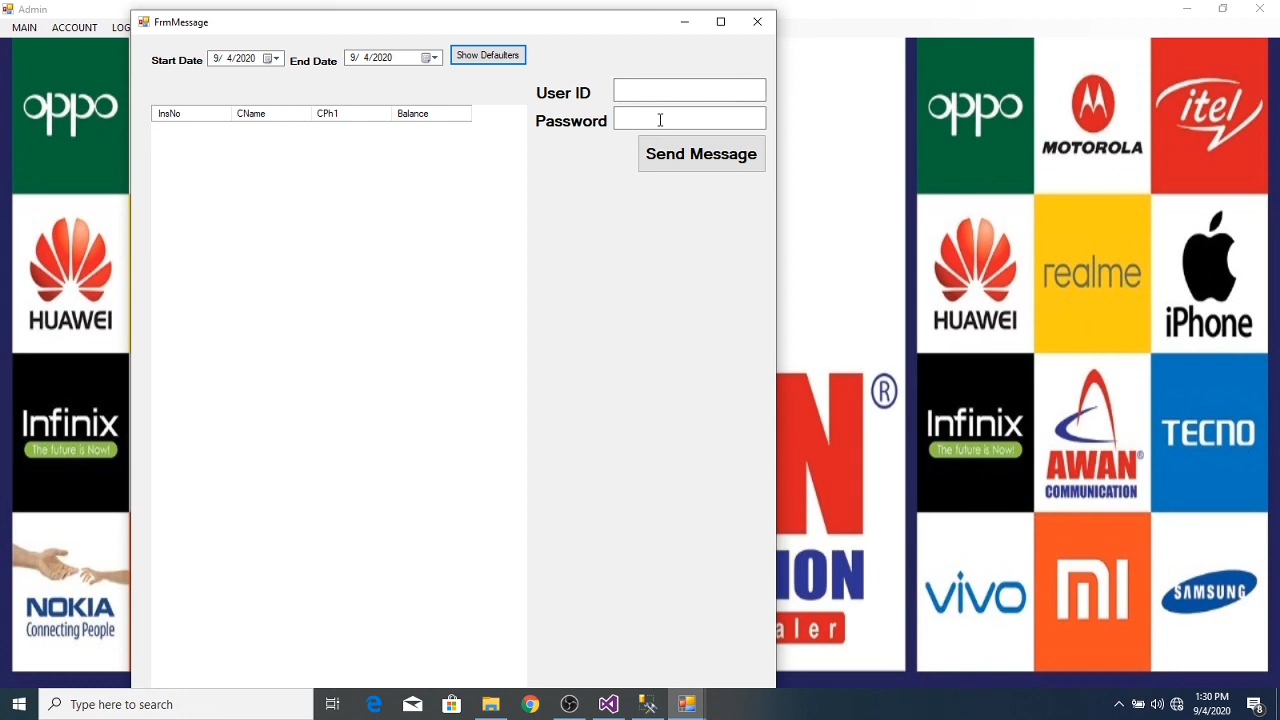 Admin
MAIN ACCOUNT LOG
FrmMessage
Start Date 9/ 4/2020 End Date 9/ 4/2020 Show Defaulters
User ID
Password
Send Message
InsNo CName CPh1 Balance
oppo
HUAWEI
Infinix
The future is Now!
NOKIA
Connecting People
®
ION
aler
oppo
MOTOROLA
itel
HUAWEI
realme
iPhone
Infinix
The future is Now!
AWAN®
COMMUNICATION
TECNO
vivo
mi
SAMSUNG
Type here to search
1:30 PM
9/4/2020
8